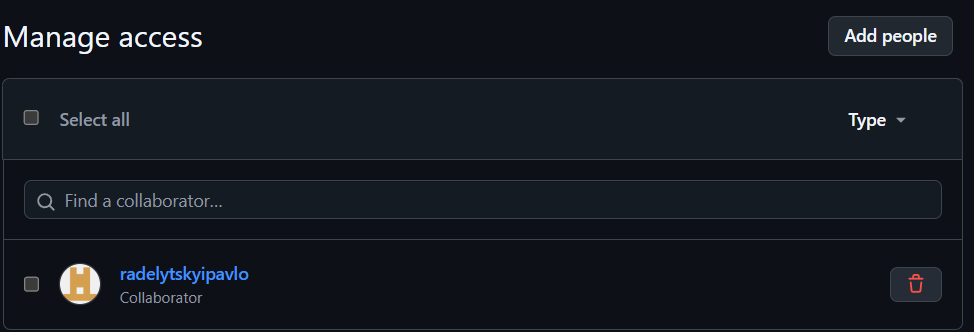 Manage access
Add people
Select all
Type
Find a collaborator...
radelytskyipavlo
Collaborator